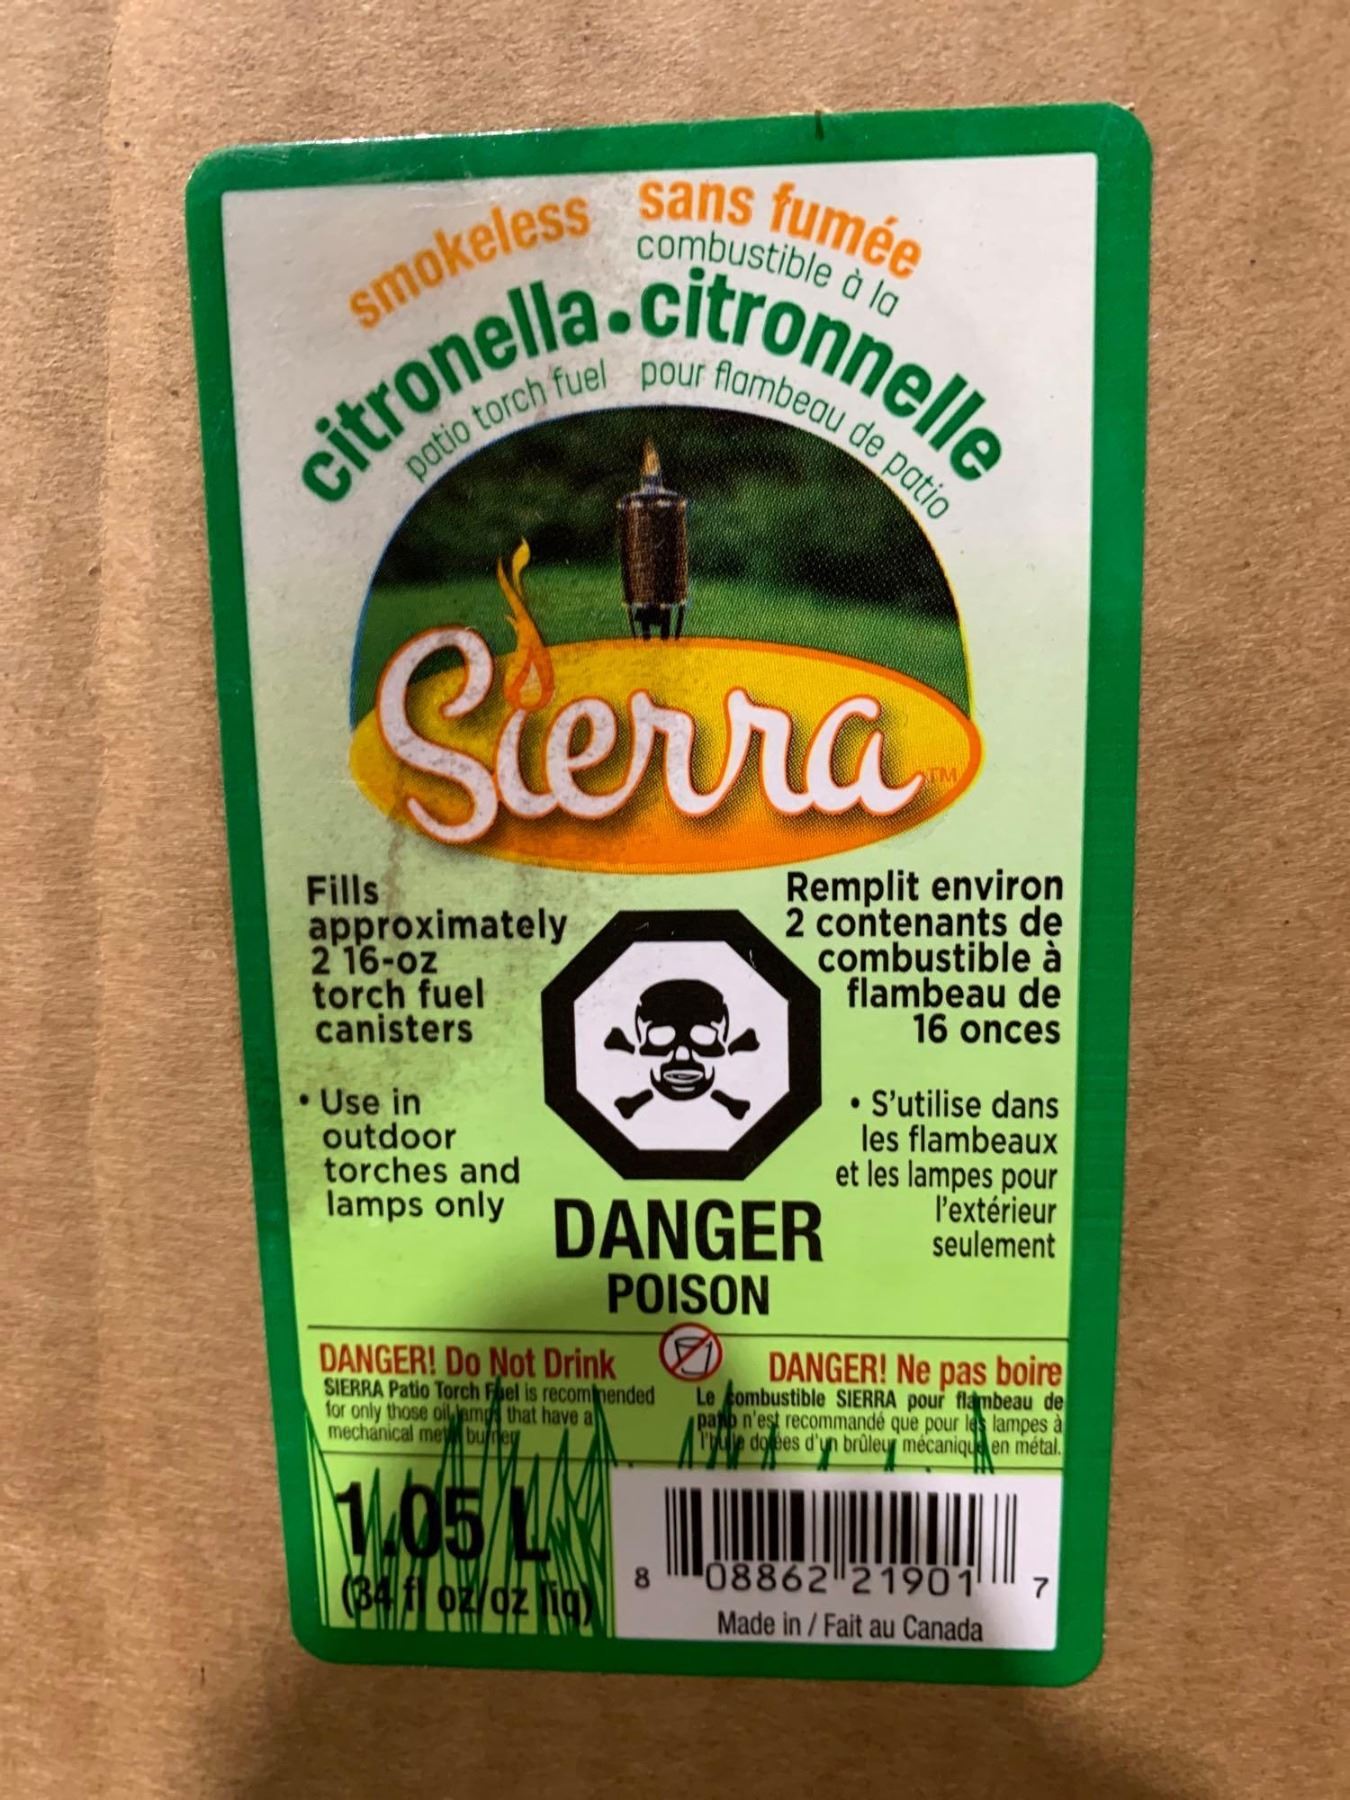 smokeless
citronella
patio torch fuel
sans fumée
combustible à la
citronnelle
pour flambeau de patio
Sierra™
Fills
approximately
2 16-oz
torch fuel
canisters
• Use in
outdoor
torches and
lamps only
Remplit environ
2 contenants de
combustible à
flambeau de
16 onces
• S'utilise dans
les flambeaux
et les lampes pour
l'extérieur
seulement
DANGER
POISON
DANGER! Do Not Drink
SIERRA Patio Torch Fuel is recommended
for only those oil lamps that have a
mechanical metal burner
DANGER! Ne pas boire
Le combustible SIERRA pour flambeau de
patio n'est recommandé que pour les lampes à
l'huile dotées d'un brûleur mécanique en métal.
1.05 L
(34 fl oz/oz liq)
8 08862 21901 7
Made in / Fait au Canada